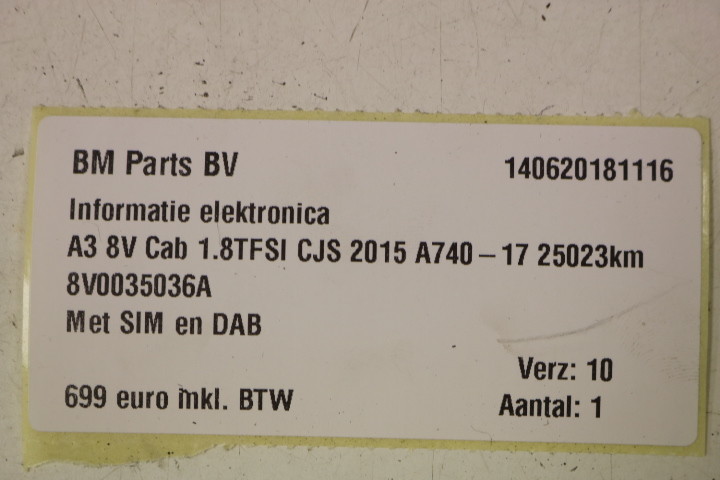 BM Parts BV 140620181116
Informatie elektronica
A3 8V Cab 1.8TFSI CJS 2015 A740-17 25023km
8V0035036A
Met SIM en DAB
Verz: 10
699 euro inkl. BTW
Aantal: 1